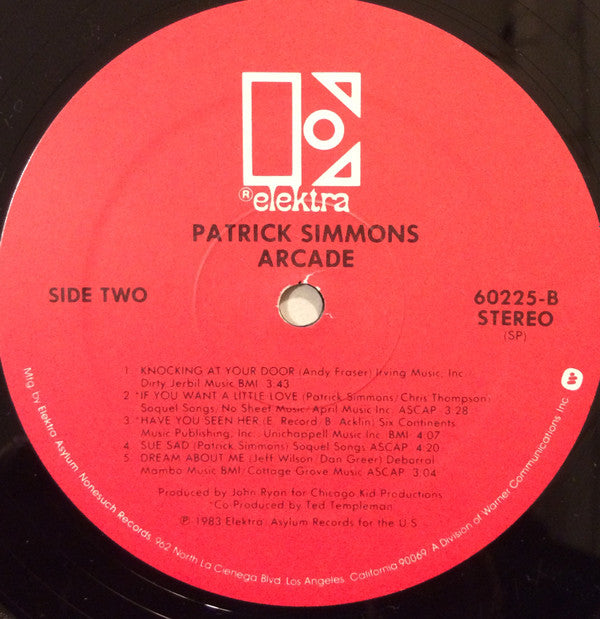 ® elektra
PATRICK SIMMONS
ARCADE
SIDE TWO
60225-B
STEREO
(SP)
1. KNOCKING AT YOUR DOOR (Andy Fraser) Irving Music, Inc.
Dirty Jerbil Music BMI 3:43
2. *IF YOU WANT A LITTLE LOVE (Patrick Simmons/Chris Thompson)
Soquel Songs/No Sheet Music/April Music Inc. ASCAP 3:28
3. *HAVE YOU SEEN HER (E. Record/B. Acklin) Six Continents
Music Publishing, Inc., Unichappell Music Inc. BMI 4:07
4. SUE SAD (Patrick Simmons) Soquel Songs ASCAP 4:20
5. DREAM ABOUT ME (Jeff Wilson/Dan Greer) Deborral
Mambo Music BMI/Cottage Grove Music ASCAP 3:04
Produced by John Ryan for Chicago Kid Productions
*Co-Produced by Ted Templeman
℗ 1983 Elektra/Asylum Records for the U.S.
Mfg. by Elektra/Asylum/Nonesuch Records, 962 North La Cienega Blvd. Los Angeles, California 90069. A Division of Warner Communications Inc.